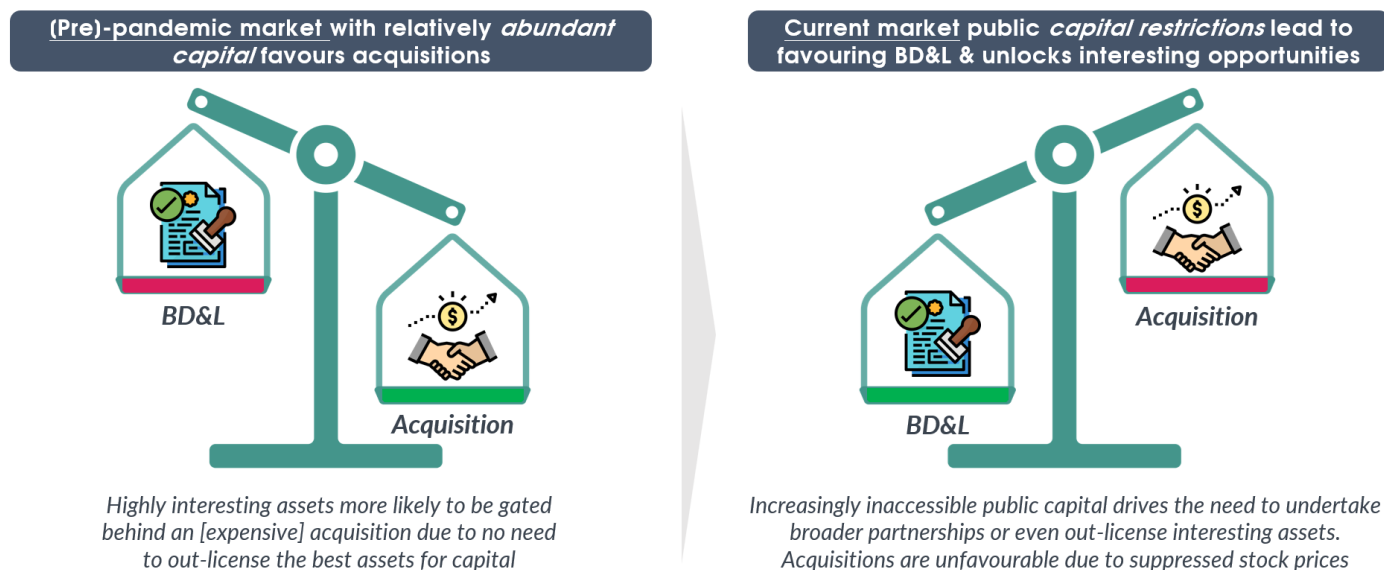 (Pre)-pandemic market with relatively abundant
capital favours acquisitions
BD&L
$
Acquisition
Highly interesting assets more likely to be gated
behind an [expensive] acquisition due to no need
to out-license the best assets for capital
Current market public capital restrictions lead to
favouring BD&L & unlocks interesting opportunities
$
Acquisition
BD&L
Increasingly inaccessible public capital drives the need to undertake
broader partnerships or even out-license interesting assets.
Acquisitions are unfavourable due to suppressed stock prices